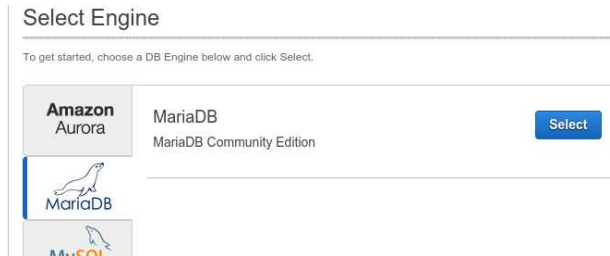 Select Engine
To get started, choose a DB Engine below and click Select.
Amazon
Aurora
MariaDB
MariaDB Community Edition
Select
MariaDB
MySQL